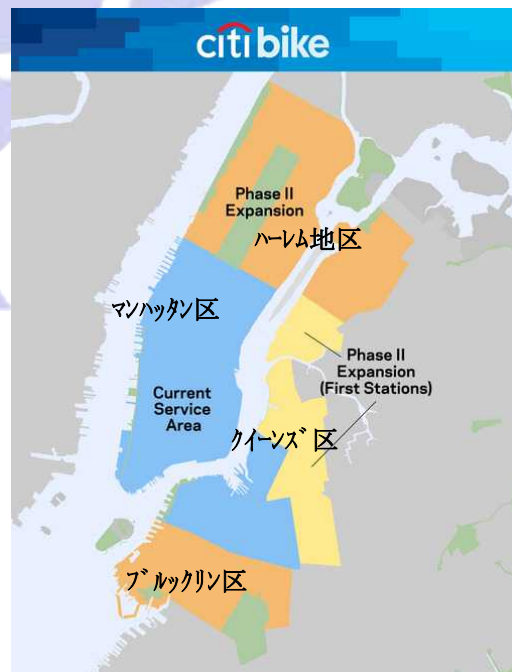 citi bike
Phase II
Expansion
ハーレム地区
マンハッタン区
Phase II
Expansion
(First Stations)
Current
Service
Area
クイーンズ区
ブルックリン区